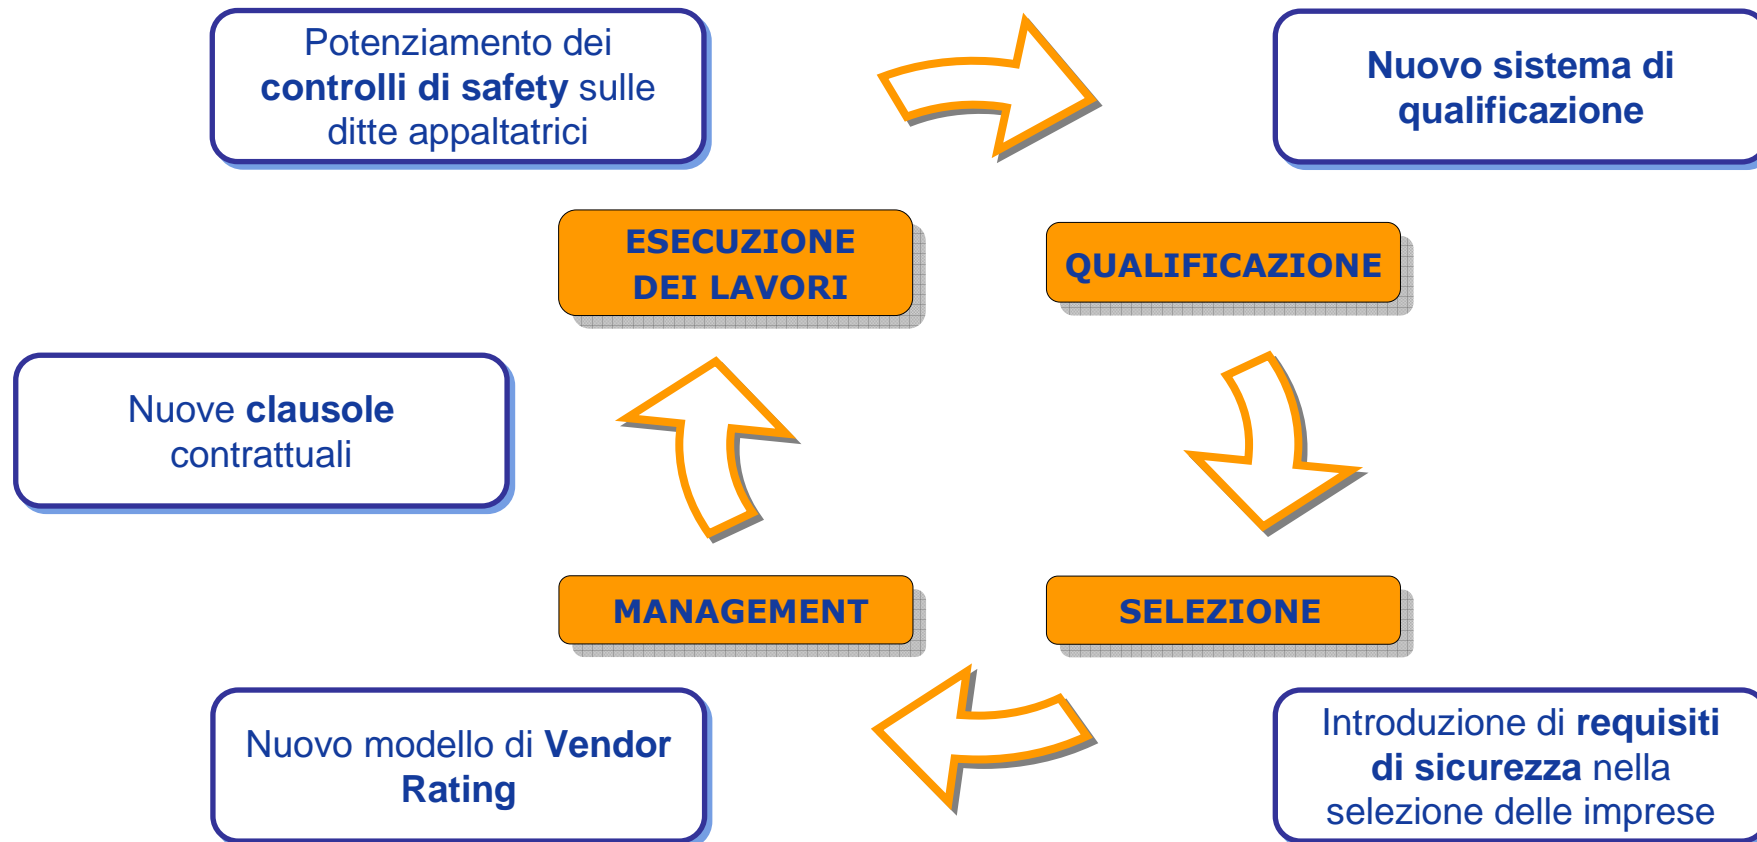 Potenziamento dei
controlli di safety sulle
ditte appaltatrici
Nuovo sistema di
qualificazione
ESECUZIONE
DEI LAVORI
QUALIFICAZIONE
Nuove clausole
contrattuali
MANAGEMENT
SELEZIONE
Nuovo modello di Vendor
Rating
Introduzione di requisiti
di sicurezza nella
selezione delle imprese